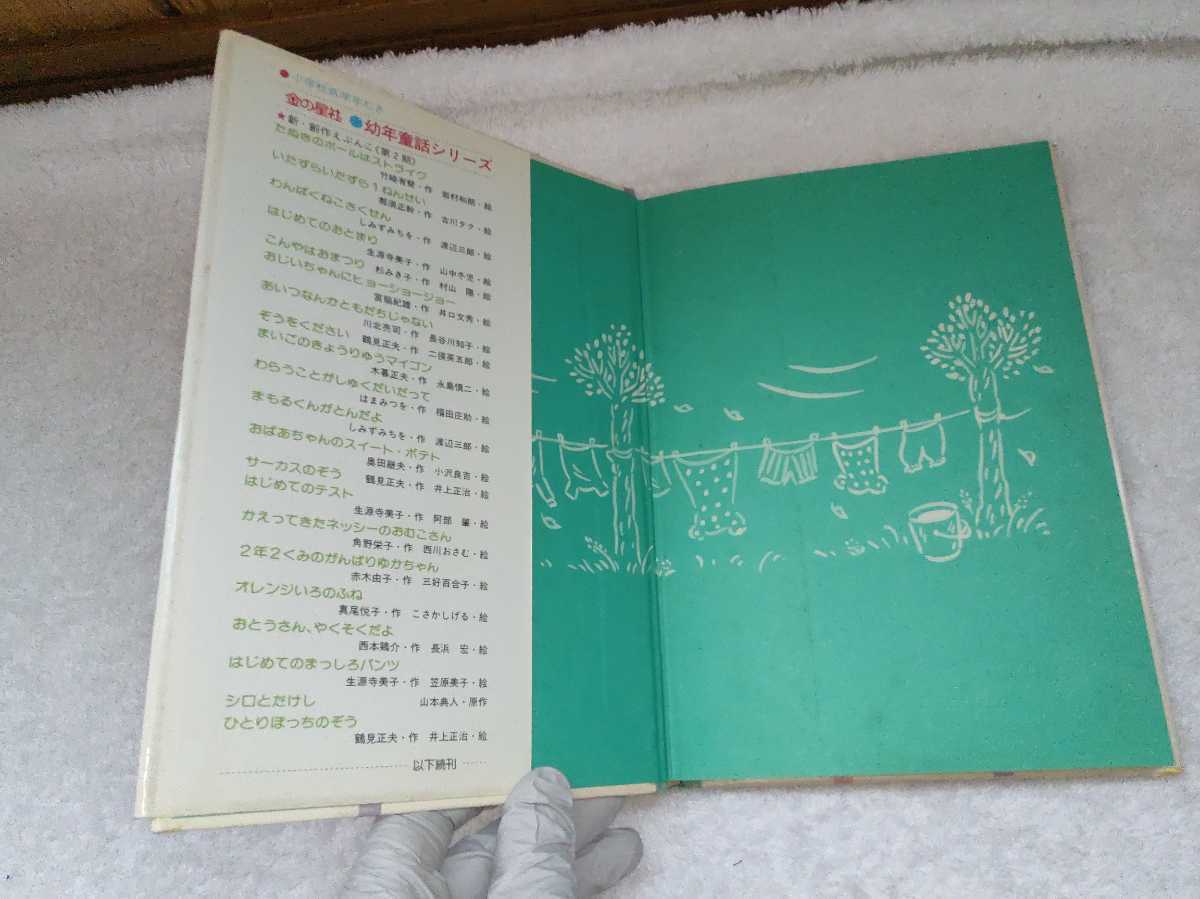 ●小学校低学年むき
金の星社 幼年童話シリーズ
★新・創作えぶんこ(第2期)
たぬきのボールはストライク
竹崎有斐・作 岩村和朗・絵
いたずらいたずら1ねんせい
那須正幹・作 古川タク・絵
わんぱくねこさくせん
しみずみちを・作 渡辺三郎・絵
はじめてのおとまり
生源寺美子・作 山中冬児・絵
こんやはおまつり 杉みき子・作 村山 陽・絵
おじいちゃんにヒョーショージョー
宮脇紀雄・作 井口文秀・絵
あいつなんかともだちじゃない
川北亮司・作 長谷川知子・絵
ぞうをください 鶴見正夫・作 二俣英五郎・絵
まいごのきょうりゅうマイゴン
木暮正夫・作 永島慎二・絵
わらうことがしゅくだいだって
はまみつを・作 福田庄助・絵
まもるくんがとんだよ
しみずみちを・作 渡辺三郎・絵
おばあちゃんのスイート・ポテト
奥田継夫・作 小沢良吉・絵
サーカスのぞう 鶴見正夫・作 井上正治・絵
はじめてのテスト
生源寺美子・作 阿部 肇・絵
かえってきたネッシーのおむこさん
角野栄子・作 西川おさむ・絵
2年2くみのがんばりゆかちゃん
赤木由子・作 三好百合子・絵
オレンジいろのふね
真尾悦子・作 こさかしげる・絵
おとうさん、やくそくだよ
西本鶏介・作 長浜 宏・絵
はじめてのまっしろパンツ
生源寺美子・作 笠原美子・絵
シロとたけし 山本典人・原作
ひとりぼっちのぞう
鶴見正夫・作 井上正治・絵
以下続刊